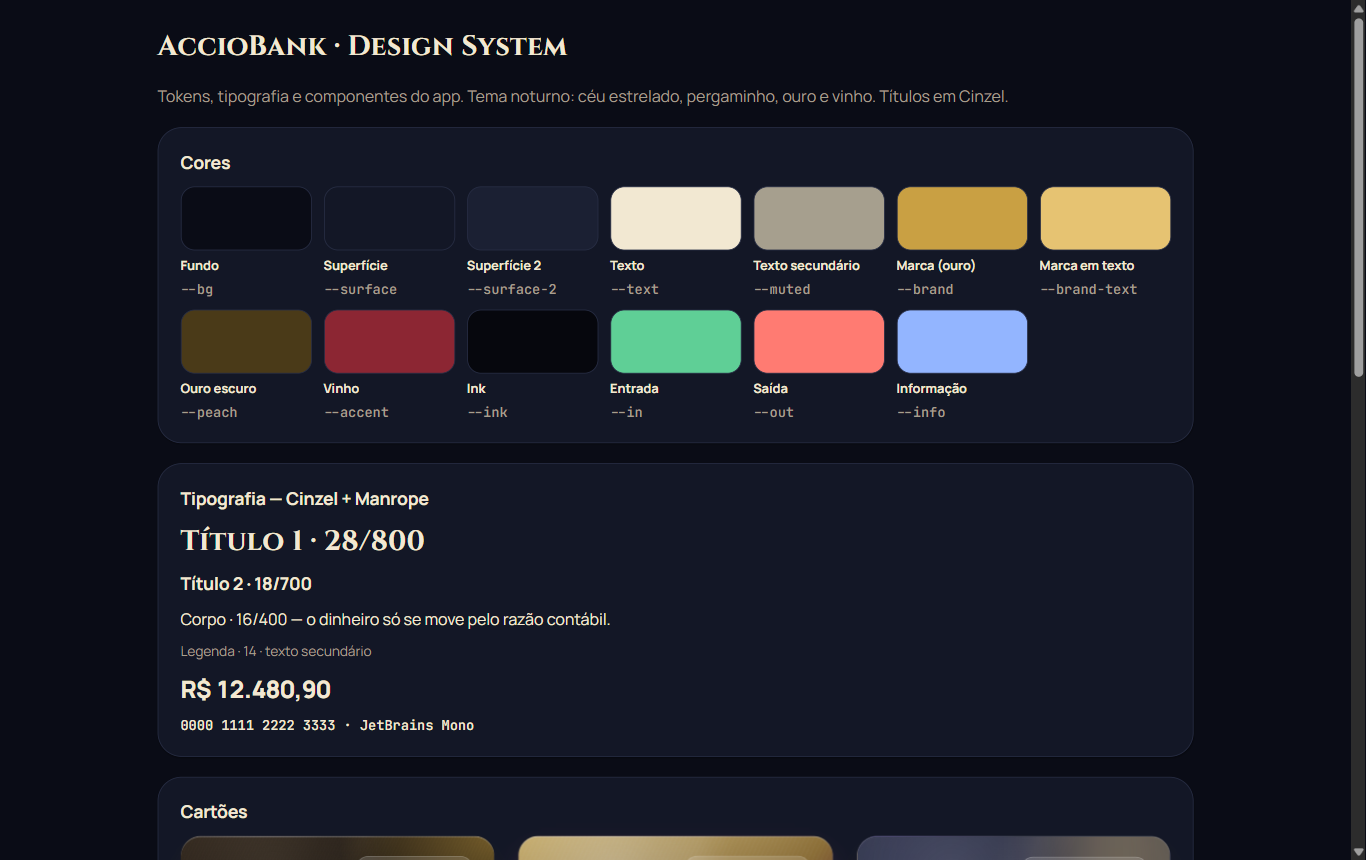 AccioBank · Design System
Tokens, tipografia e componentes do app. Tema noturno: céu estrelado, pergaminho, ouro e vinho. Títulos em Cinzel.
Cores
Fundo Superfície Superfície 2 Texto Texto secundário Marca (ouro) Marca em texto
--bg --surface --surface-2 --text --muted --brand --brand-text
Ouro escuro Vinho Ink Entrada Saída Informação
--peach --accent --ink --in --out --info
Tipografia — Cinzel + Manrope
Título 1 · 28/800
Título 2 · 18/700
Corpo · 16/400 — o dinheiro só se move pelo razão contábil.
Legenda · 14 · texto secundário
R$ 12.480,90
0000 1111 2222 3333 · JetBrains Mono
Cartões